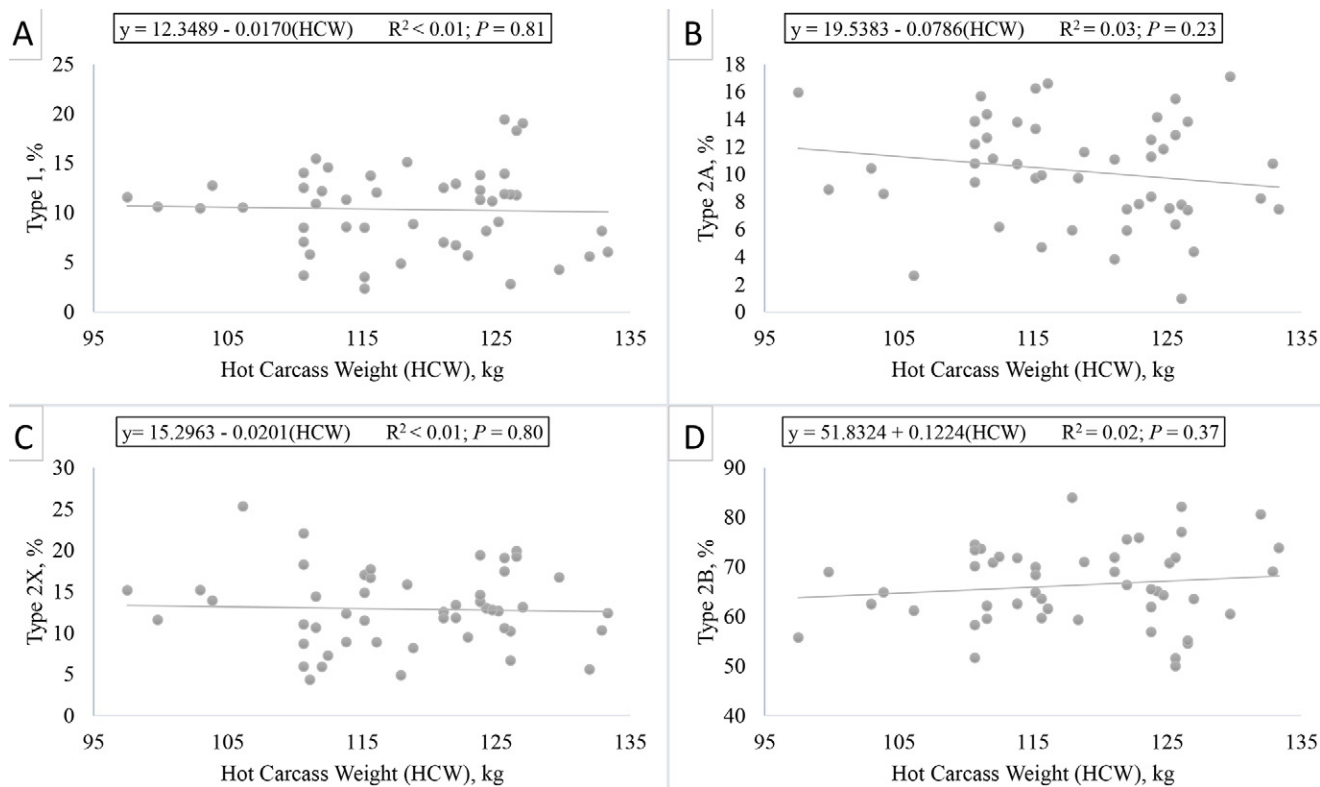 A
y = 12.3489 - 0.0170(HCW) R² < 0.01; P = 0.81
Type 1, %
25
20
15
10
5
0
95 105 115 125 135
Hot Carcass Weight (HCW), kg
B
y = 19.5383 - 0.0786(HCW) R² = 0.03; P = 0.23
Type 2A, %
18
16
14
12
10
8
6
4
2
0
95 105 115 125 135
Hot Carcass Weight (HCW), kg
C
y= 15.2963 - 0.0201(HCW) R² < 0.01; P = 0.80
Type 2X, %
30
25
20
15
10
5
0
95 105 115 125 135
Hot Carcass Weight (HCW), kg
D
y = 51.8324 + 0.1224(HCW) R² = 0.02; P = 0.37
Type 2B, %
90
80
70
60
50
40
95 105 115 125 135
Hot Carcass Weight (HCW), kg